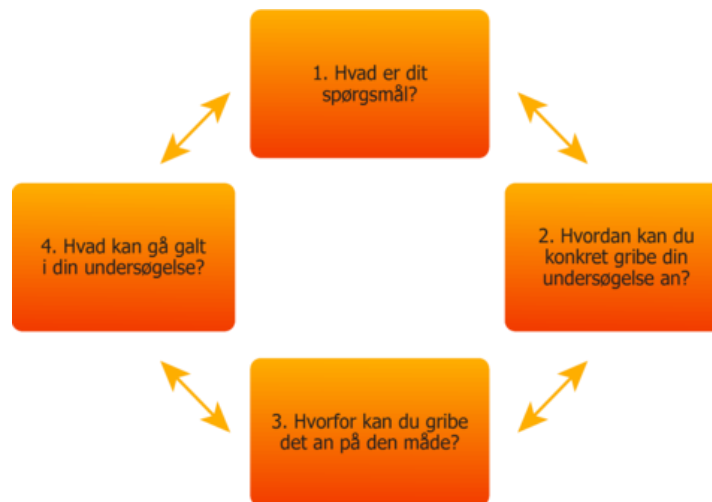 1. Hvad er dit
spørgsmål?
2. Hvordan kan du
konkret gribe din
undersøgelse an?
3. Hvorfor kan du gribe
det an på den måde?
4. Hvad kan gå galt
i din undersøgelse?